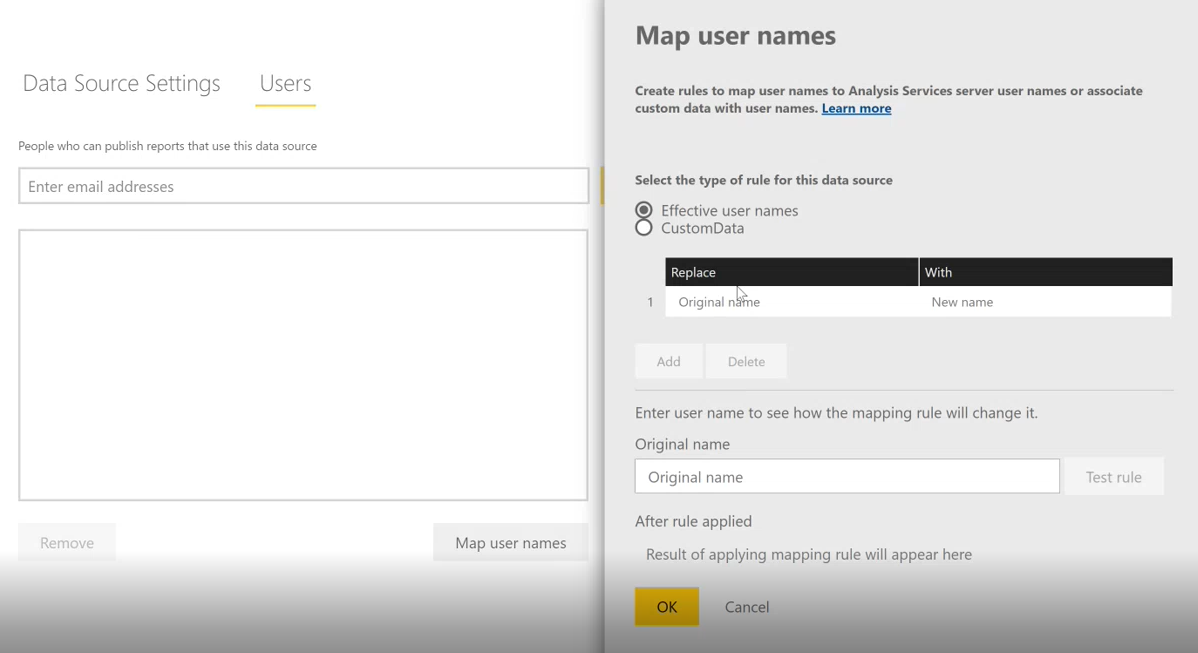 Data Source Settings
Users
People who can publish reports that use this data source
Enter email addresses
Remove
Map user names
Map user names
Create rules to map user names to Analysis Services server user names or associate
custom data with user names. Learn more
Select the type of rule for this data source
Effective user names
CustomData
Replace
With
1
Original name
New name
Add
Delete
Enter user name to see how the mapping rule will change it.
Original name
Original name
Test rule
After rule applied
Result of applying mapping rule will appear here
OK
Cancel